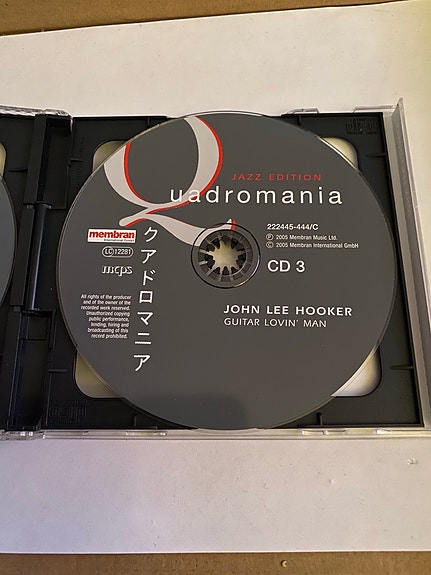 JAZZ EDITION
Quadromania
membran
International GmbH
LC 12281
mcps
クアドロマニア
222445-444/C
Ⓟ 2005 Membran Music Ltd.
Ⓒ 2005 Membran International GmbH
CD 3
All rights of the producer
and of the owner of the
recorded work reserved.
Unauthorized copying
public performance,
lending, hiring and
broadcasting of this
record prohibited.
JOHN LEE HOOKER
GUITAR LOVIN' MAN